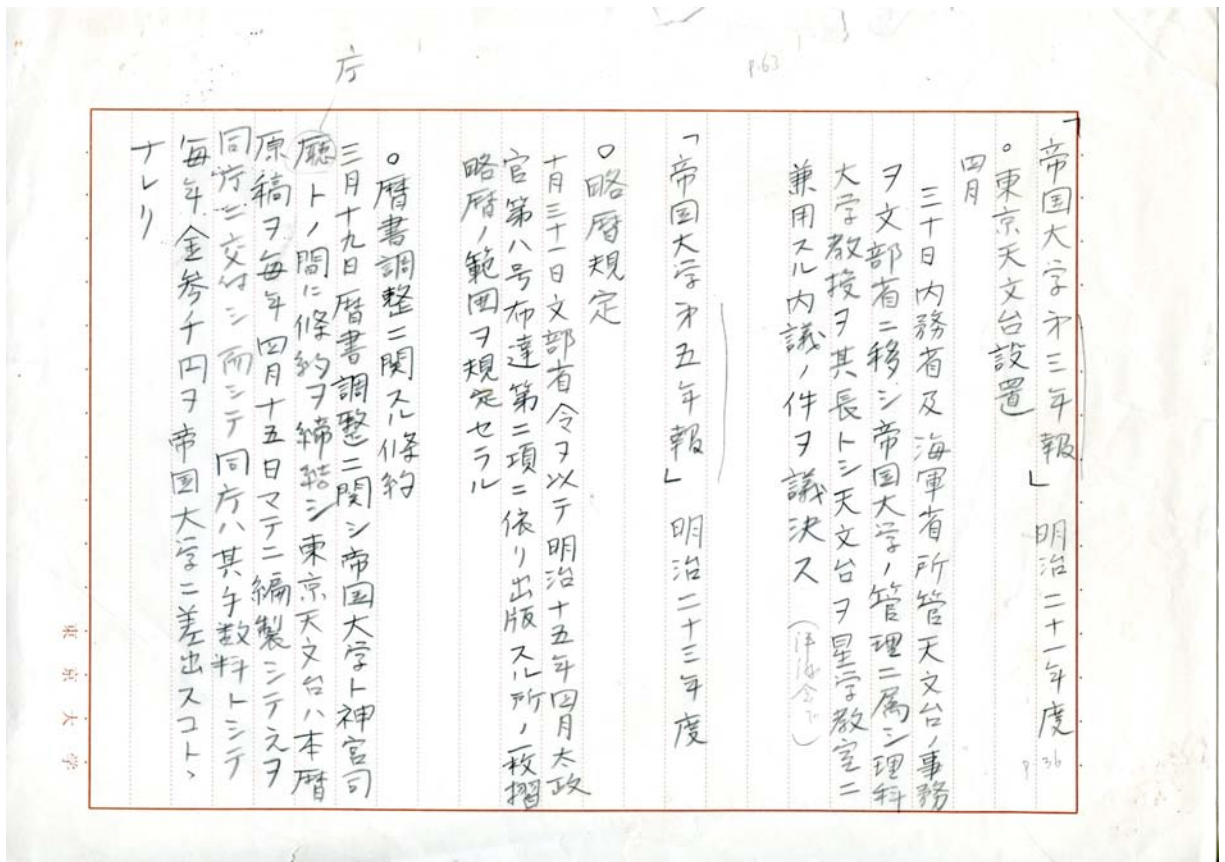 「帝国大学才三年報」 明治二十一年度
p.36
。東京天文台設置
四月
三十日内務省及海軍省所管天文台ノ事務
ヲ文部省ニ移シ帝国大学ノ管理ニ属シ理科
大学教授ヲ其長トシ天文台ヲ星学教室ニ
兼用スル内議ノ件ヲ議決ス
p.63
「帝国大学才五年報」 明治二十三年度
○略暦規定
十月三十一日文部省令ヲ以テ明治十五年四月太政
官第八号布達第二項ニ依リ出版スル所ノ一枚摺
略暦ノ範囲ヲ規定セラル
○暦書調整ニ関スル條約
三月十九日暦書調整ニ関シ帝国大学ト神宮司
庁
廳トノ間に條約ヲ締結シ東京天文台ハ本暦
原稿ヲ毎年四月十五日マテニ編製シテ之ヲ
同庁ニ交付シ而シテ同庁ハ其手数料トシテ
毎年金参千円ヲ帝国大学ニ差出スコトヽ
ナレリ
東京大学